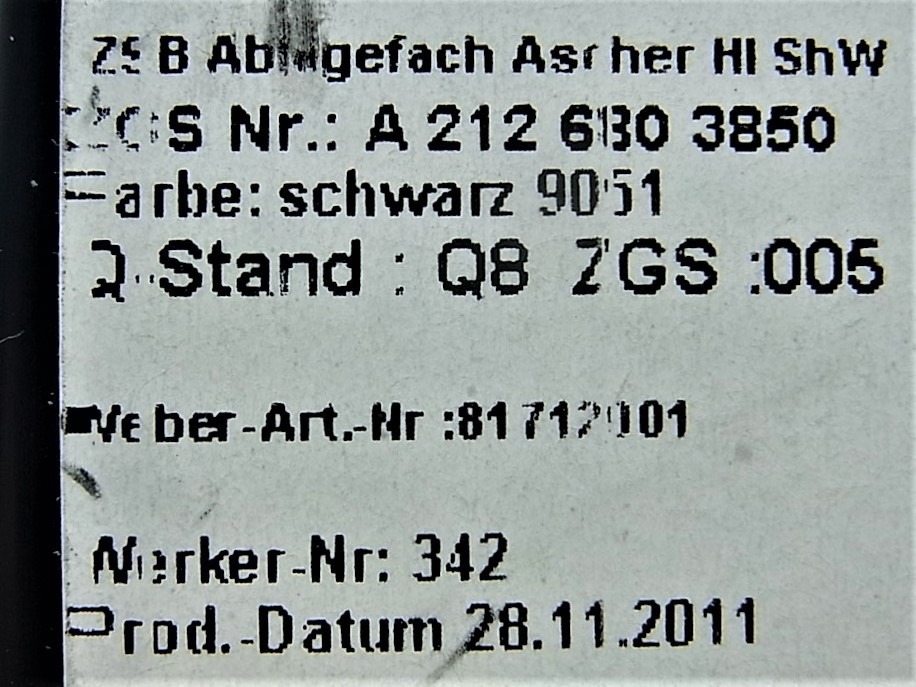 ZSB Ablagefach Ascher HI ShW
ZGS Nr.: A 212 680 3850
Farbe: schwarz 9051
Q-Stand : Q8 ZGS :005
Weber-Art.-Nr
Werker-Nr: 342
Prod.-Datum 28.11.2011